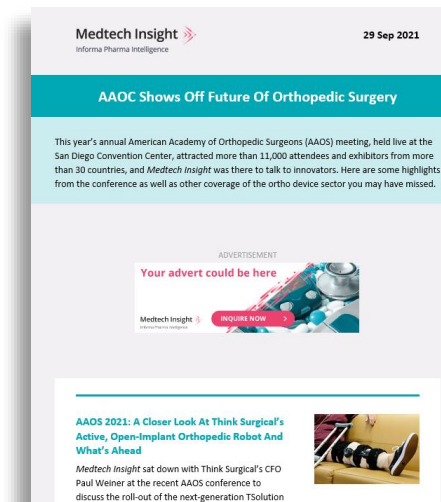 Medtech Insight
Informa Pharma Intelligence
29 Sep 2021
AAOC Shows Off Future Of Orthopedic Surgery
This year's annual American Academy of Orthopedic Surgeons (AAOS) meeting, held live at the
San Diego Convention Center, attracted more than 11,000 attendees and exhibitors from more
than 30 countries, and Medtech Insight was there to talk to innovators. Here are some highlights
from the conference as well as other coverage of the ortho device sector you may have missed.
ADVERTISEMENT
Your advert could be here
Medtech Insight
Informa Pharma Intelligence
INQUIRE NOW >
AAOS 2021: A Closer Look At Think Surgical's
Active, Open-Implant Orthopedic Robot And
What's Ahead
Medtech Insight sat down with Think Surgical's CFO
Paul Weiner at the recent AAOS conference to
discuss the roll-out of the next-generation TSolution